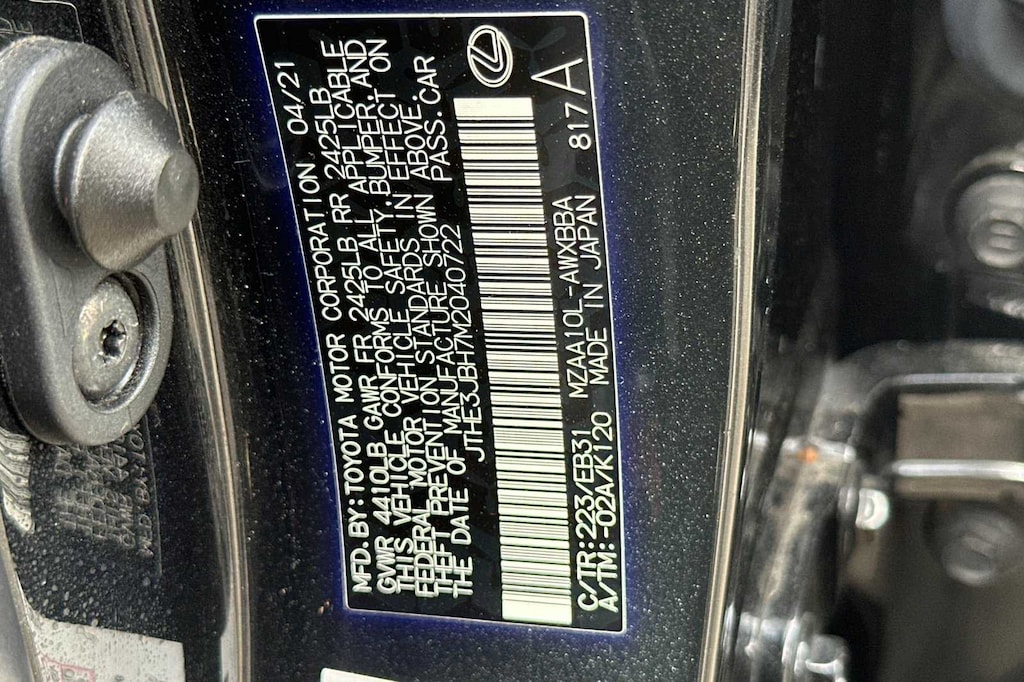 MFD.BY:TOYOTA MOTOR CORPORATION 04/21
GVWR 4410LB GAWR FR 2425LB RR 2425LB
THIS VEHICLE CONFORMS TO ALL APPLICABLE
FEDERAL MOTOR VEHICLE SAFETY,BUMPER,AND
THEFT PREVENTION STANDARDS IN EFFECT ON
THE DATE OF MANUFACTURE SHOWN ABOVE.
JTHE3JBH7M2040722 PASS.CAR
C/TR:223/EB31 MZAA10L-AWXBBA 817A
A/TM:-02A/K120 MADE IN JAPAN